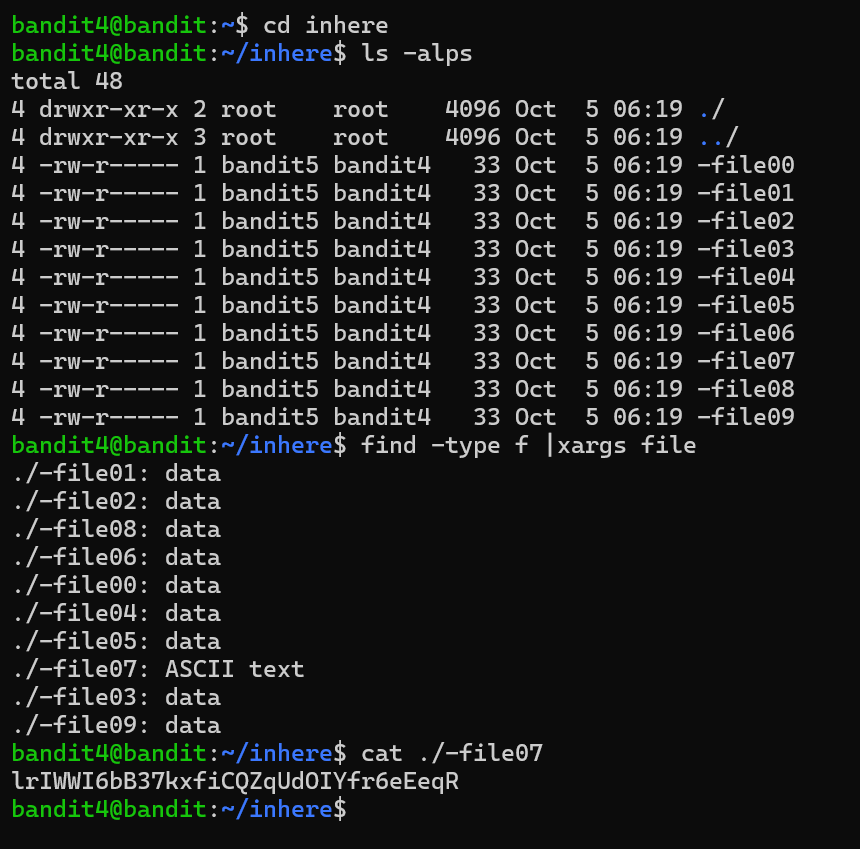 bandit4@bandit:~$ cd inhere
bandit4@bandit:~/inhere$ ls -alps
total 48
4 drwxr-xr-x 2 root    root    4096 Oct  5 06:19 ./
4 drwxr-xr-x 3 root    root    4096 Oct  5 06:19 ../
4 -rw-r----- 1 bandit5 bandit4   33 Oct  5 06:19 -file00
4 -rw-r----- 1 bandit5 bandit4   33 Oct  5 06:19 -file01
4 -rw-r----- 1 bandit5 bandit4   33 Oct  5 06:19 -file02
4 -rw-r----- 1 bandit5 bandit4   33 Oct  5 06:19 -file03
4 -rw-r----- 1 bandit5 bandit4   33 Oct  5 06:19 -file04
4 -rw-r----- 1 bandit5 bandit4   33 Oct  5 06:19 -file05
4 -rw-r----- 1 bandit5 bandit4   33 Oct  5 06:19 -file06
4 -rw-r----- 1 bandit5 bandit4   33 Oct  5 06:19 -file07
4 -rw-r----- 1 bandit5 bandit4   33 Oct  5 06:19 -file08
4 -rw-r----- 1 bandit5 bandit4   33 Oct  5 06:19 -file09
bandit4@bandit:~/inhere$ find -type f |xargs file
./-file01: data
./-file02: data
./-file08: data
./-file06: data
./-file00: data
./-file04: data
./-file05: data
./-file07: ASCII text
./-file03: data
./-file09: data
bandit4@bandit:~/inhere$ cat ./-file07
lrIWWI6bB37kxfiCQZqUdOIYfr6eEeqR
bandit4@bandit:~/inhere$